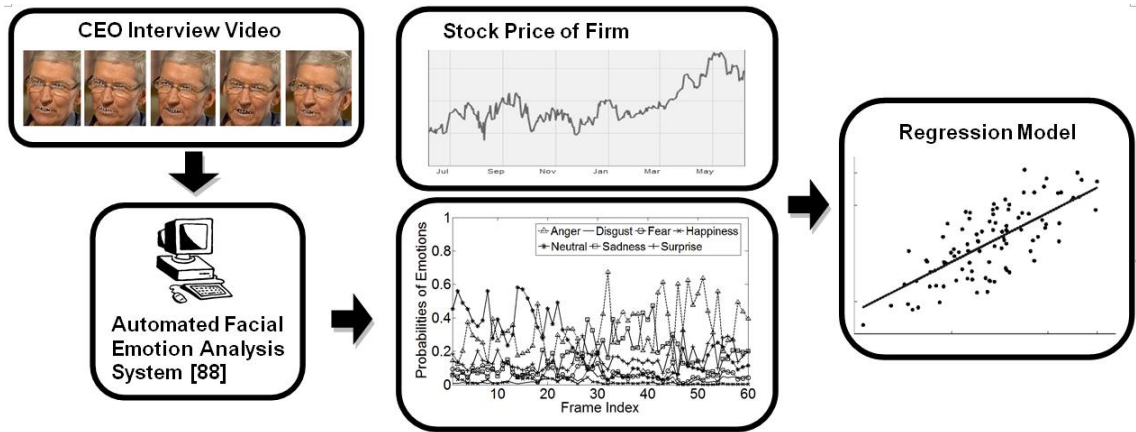 CEO Interview Video
Stock Price of Firm
Jul Sep Nov Jan Mar May
Automated Facial
Emotion Analysis
System [88]
Probabilities of Emotions
Anger Disgust Fear Happiness
Neutral Sadness Surprise
1
0.8
0.6
0.4
0.2
0
10 20 30 40 50 60
Frame Index
Regression Model